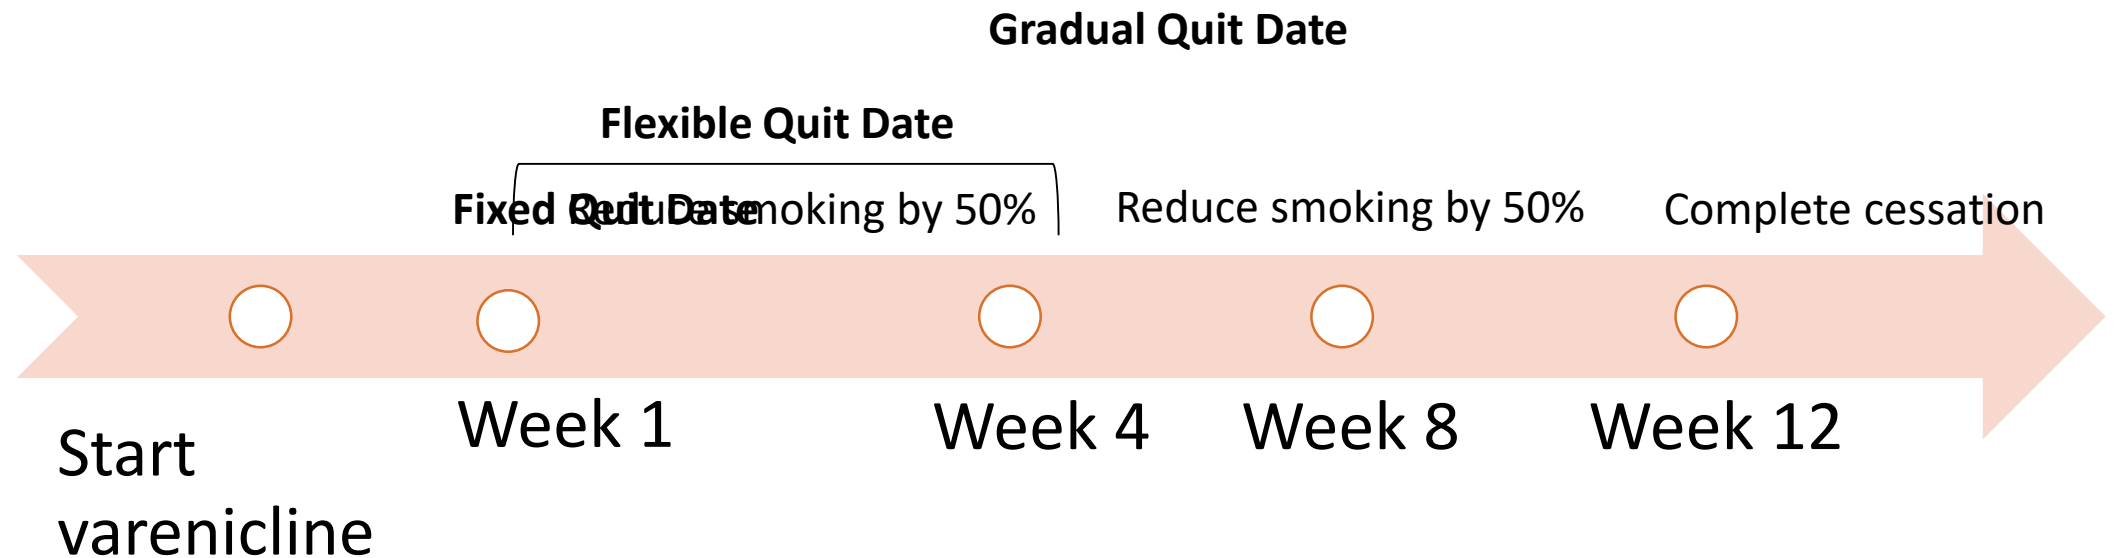 Gradual Quit Date
Flexible Quit Date
Fixed Quit Date
Reduce smoking by 50%
Reduce smoking by 50%
Complete cessation
Week 1
Week 4
Week 8
Week 12
Start
varenicline